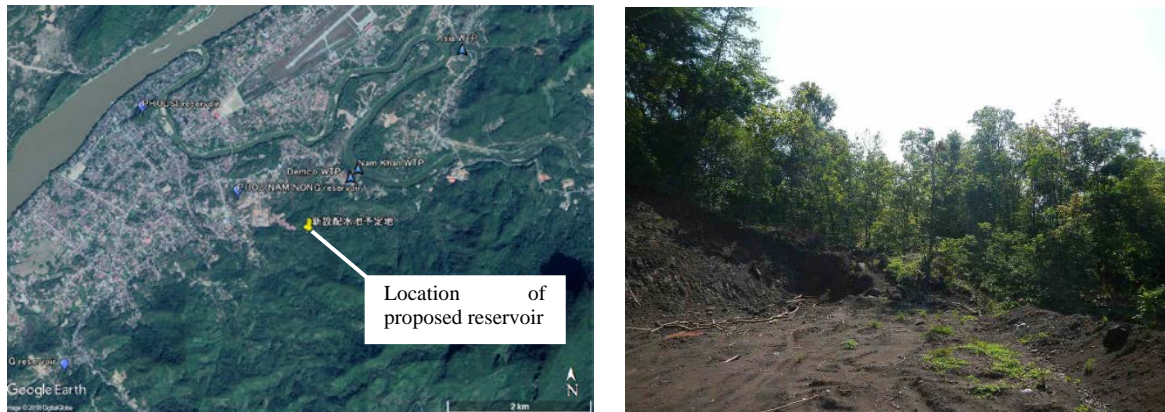 Asia WTP
PHOUSI reservoir
Nam Khan WTP
Demco WTP
PHOU NAM NONG reservoir
新設配水池予定地
Location of
proposed reservoir
G reservoir
Google Earth
N
2 km